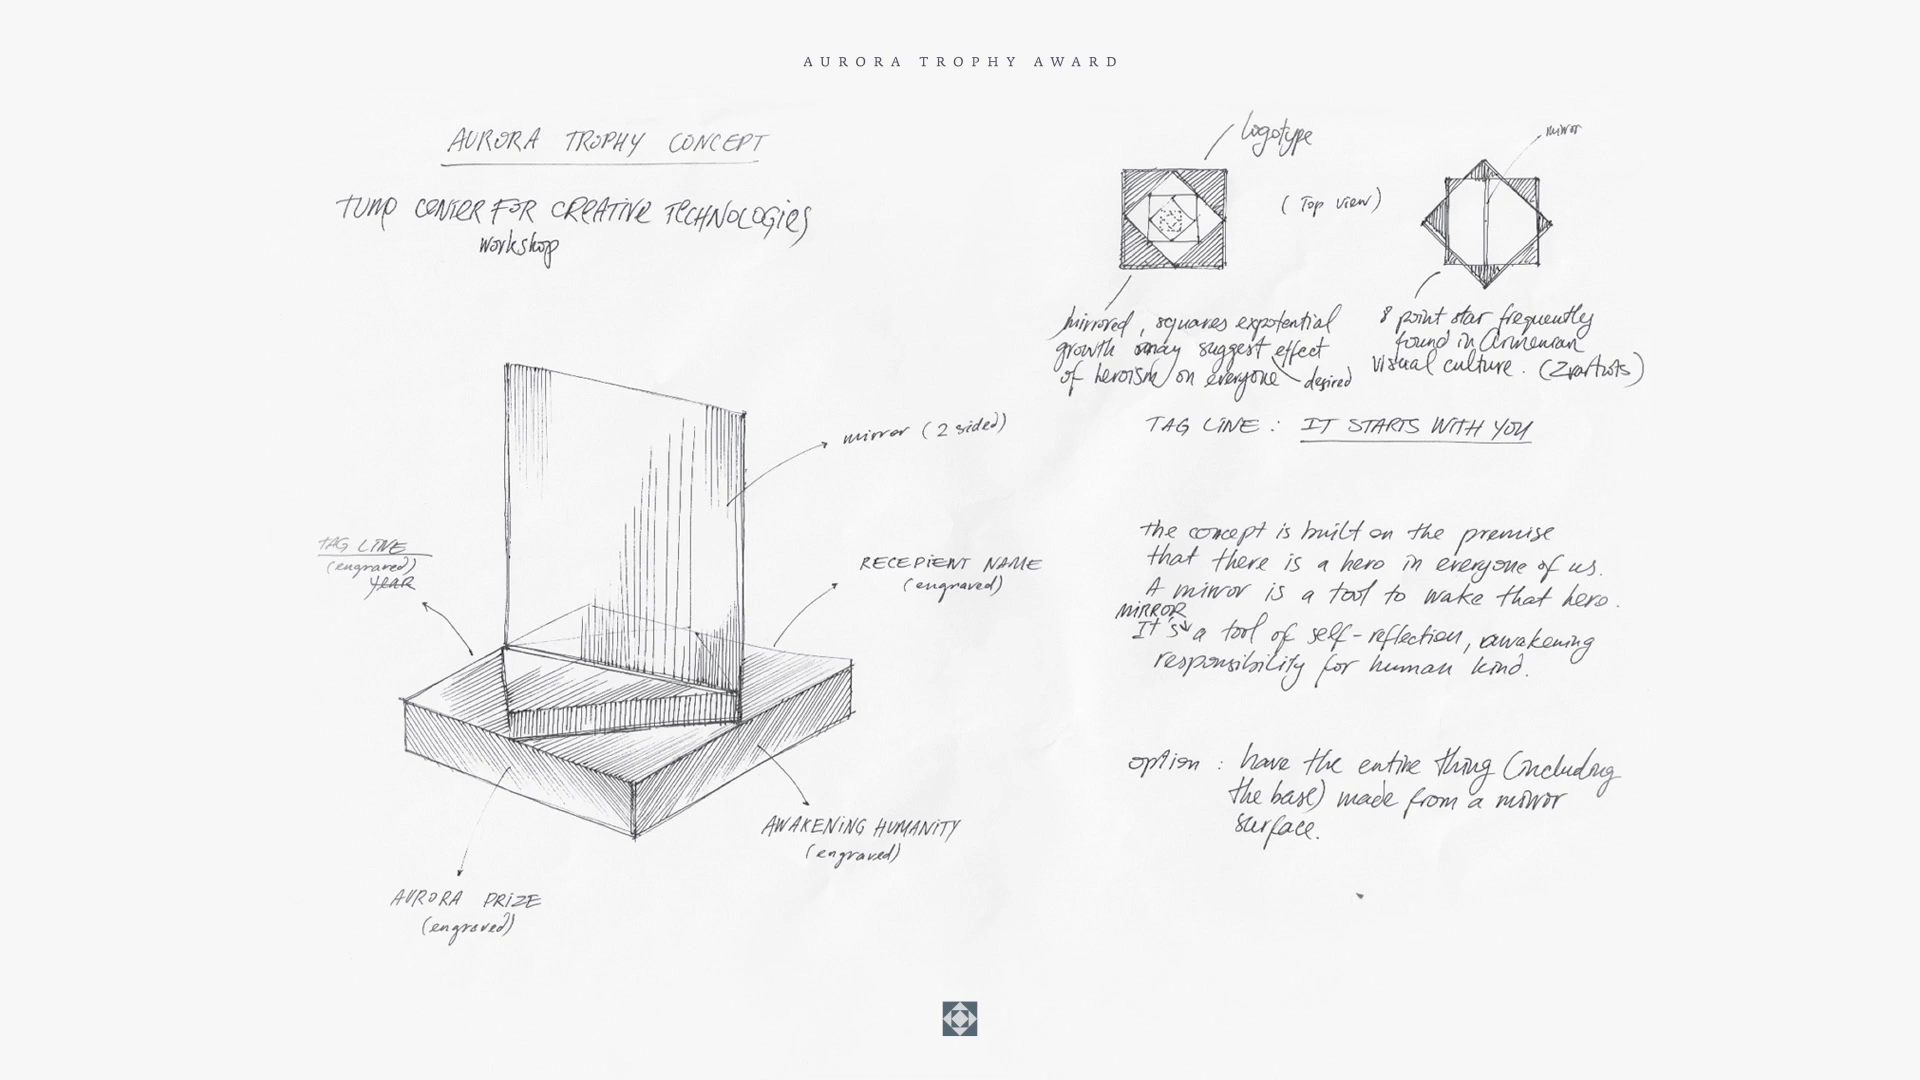 AURORA TROPHY AWARD
AURORA TROPHY CONCEPT
TUMO CENTER FOR CREATIVE TECHNOLOGIES
workshop
mirror (2 sided)
TAG LINE
(engraved)
YEAR
RECEPIENT NAME
(engraved)
AWAKENING HUMANITY
(engraved)
AURORA PRIZE
(engraved)
logotype
(Top view)
mirror
mirrored, squares expotential
growth may suggest effect
of heroism on everyone
desired
8 point star frequently
found in Armenian
visual culture. (Zvartnots)
TAG LINE: IT STARTS WITH YOU
the concept is built on the premise
that there is a hero in everyone of us.
A mirror is a tool to wake that hero.
MIRROR
It's a tool of self-reflection, awakening
responsibility for human kind.
option: have the entire thing (including
the base) made from a mirror
surface.